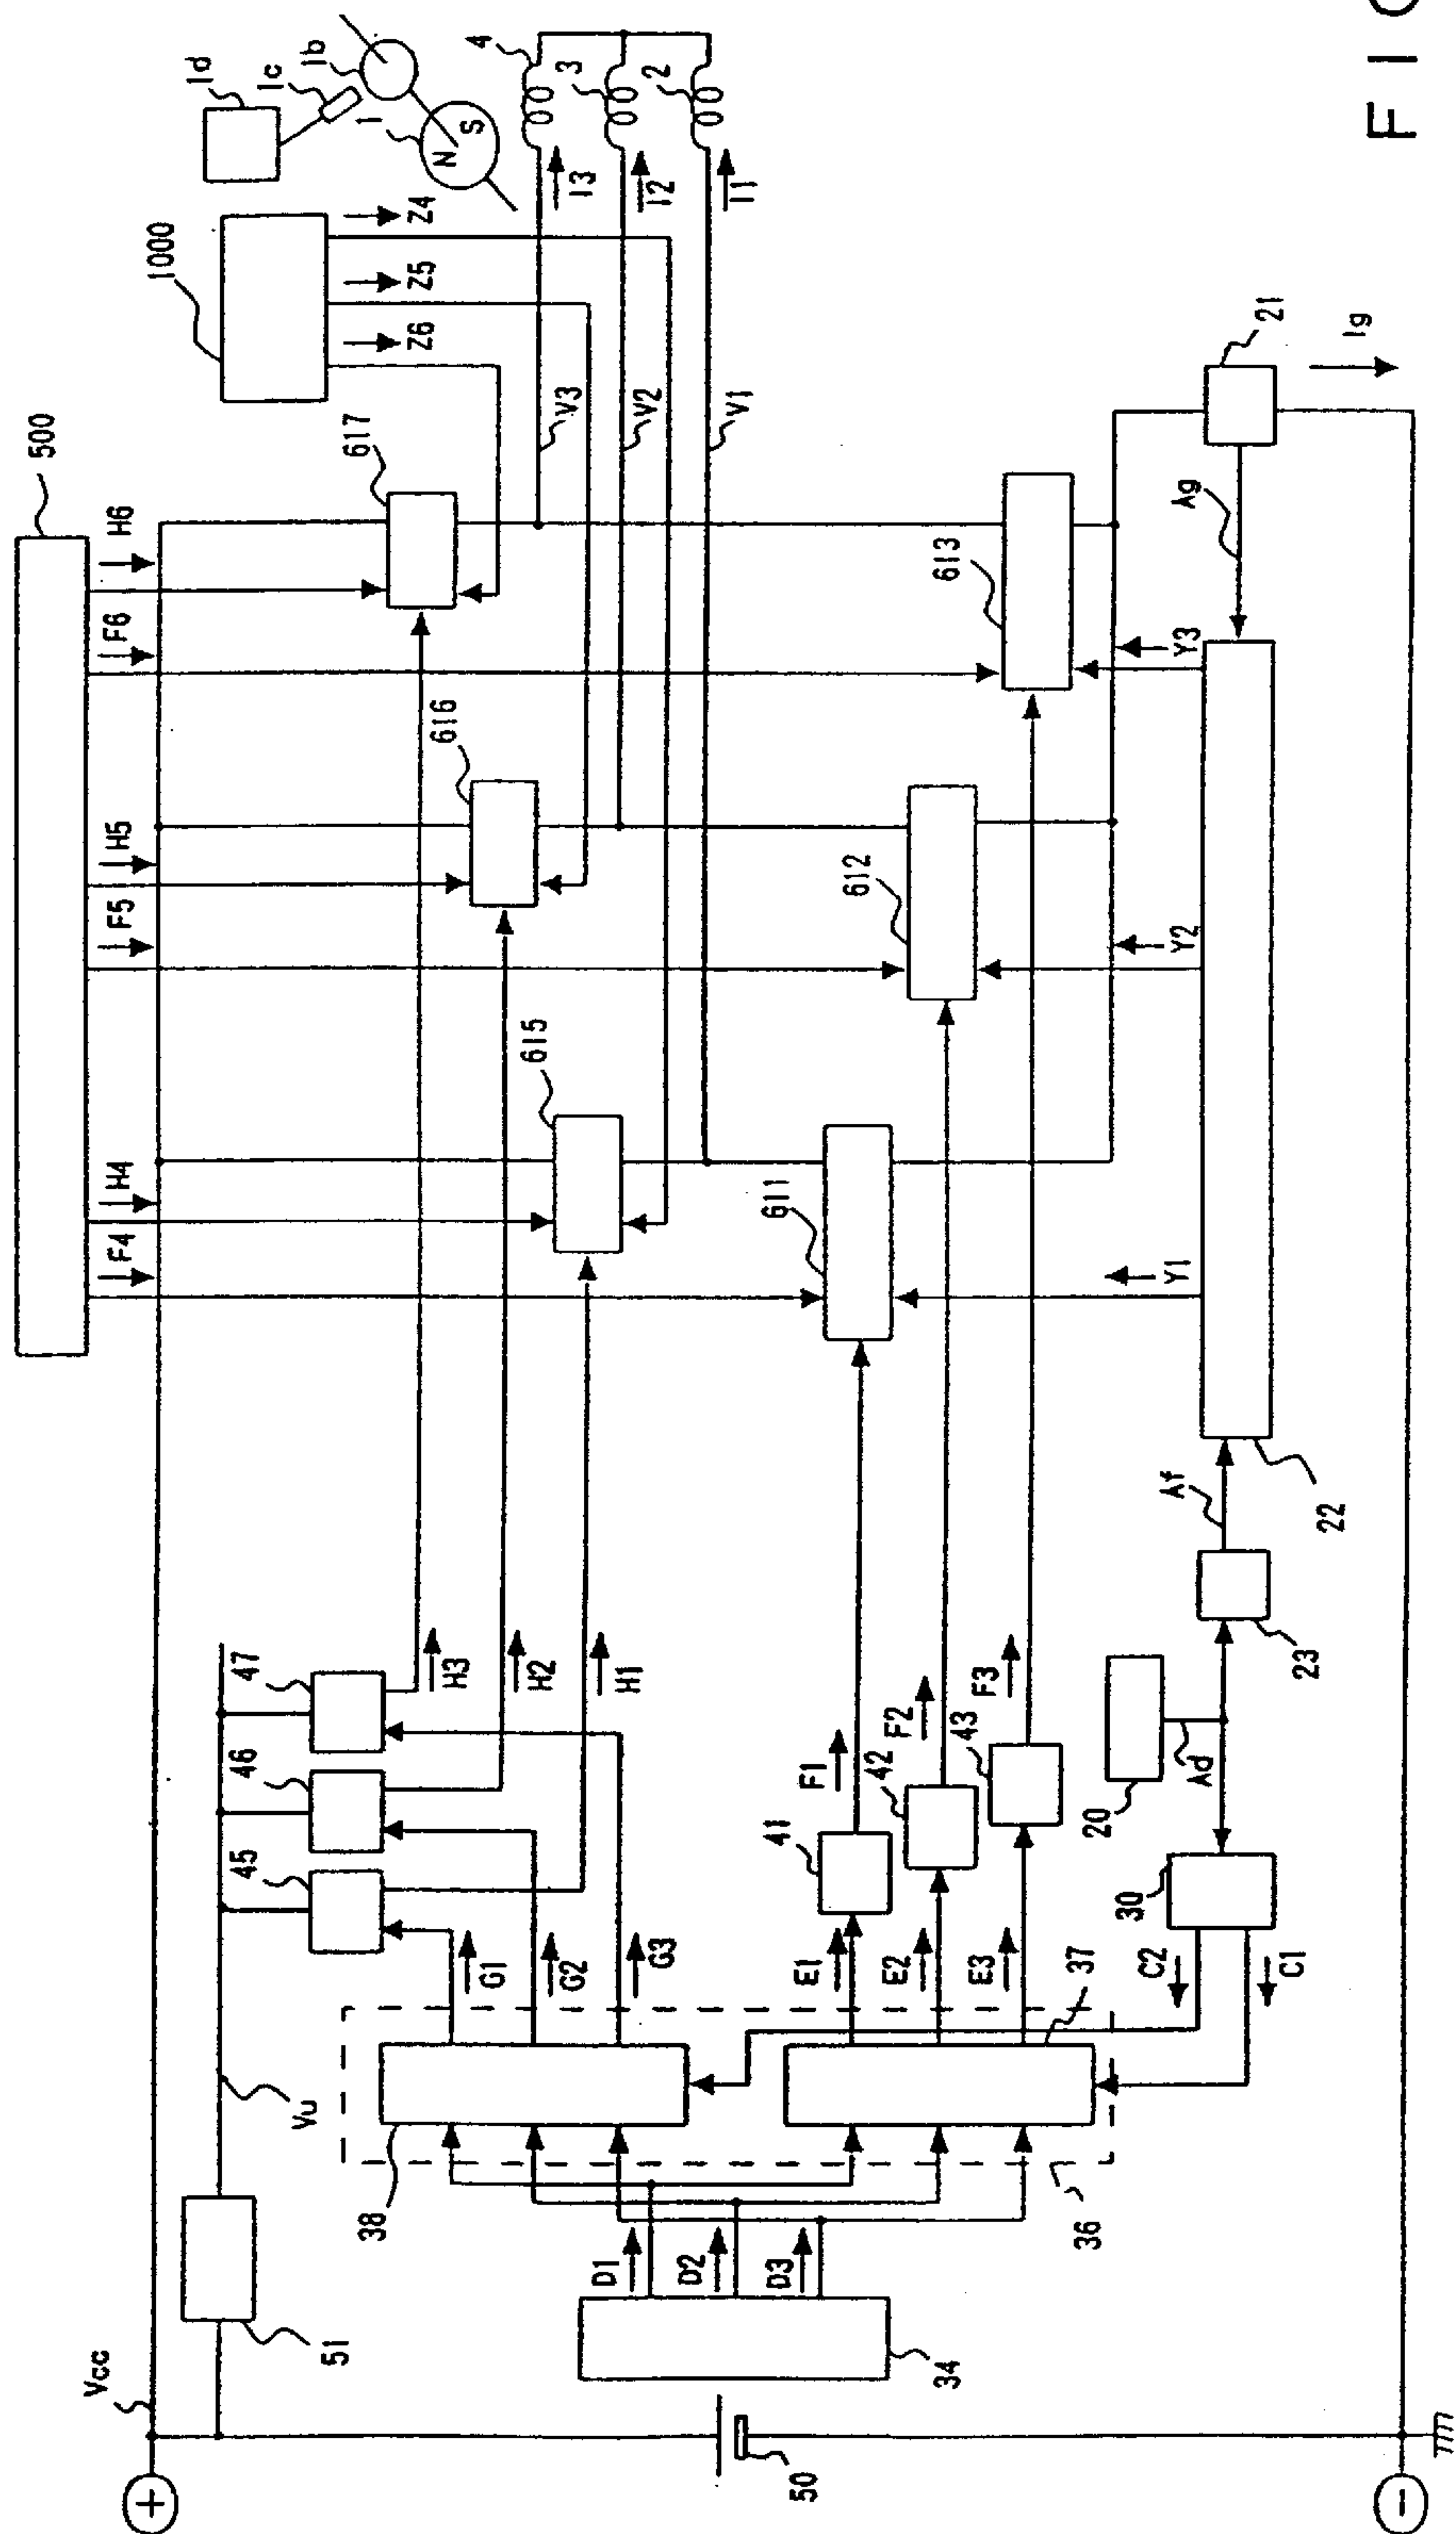 F I G
500
H6
F6
H5
F5
H4
F4
1d
1c
1b
1
N
S
4
3
2
I3
I2
I1
1000
Z4
Z5
Z6
617
616
615
V3
V2
V1
613
612
611
21
Ig
Ag
Y3
Y2
Y1
22
Af
23
20
Ad
30
C2
C1
47
46
45
H3
H2
H1
G1
G2
G3
F1
F2
F3
41
42
43
E1
E2
E3
37
38
36
D1
D2
D3
34
Vu
51
Vcc
50
+
−